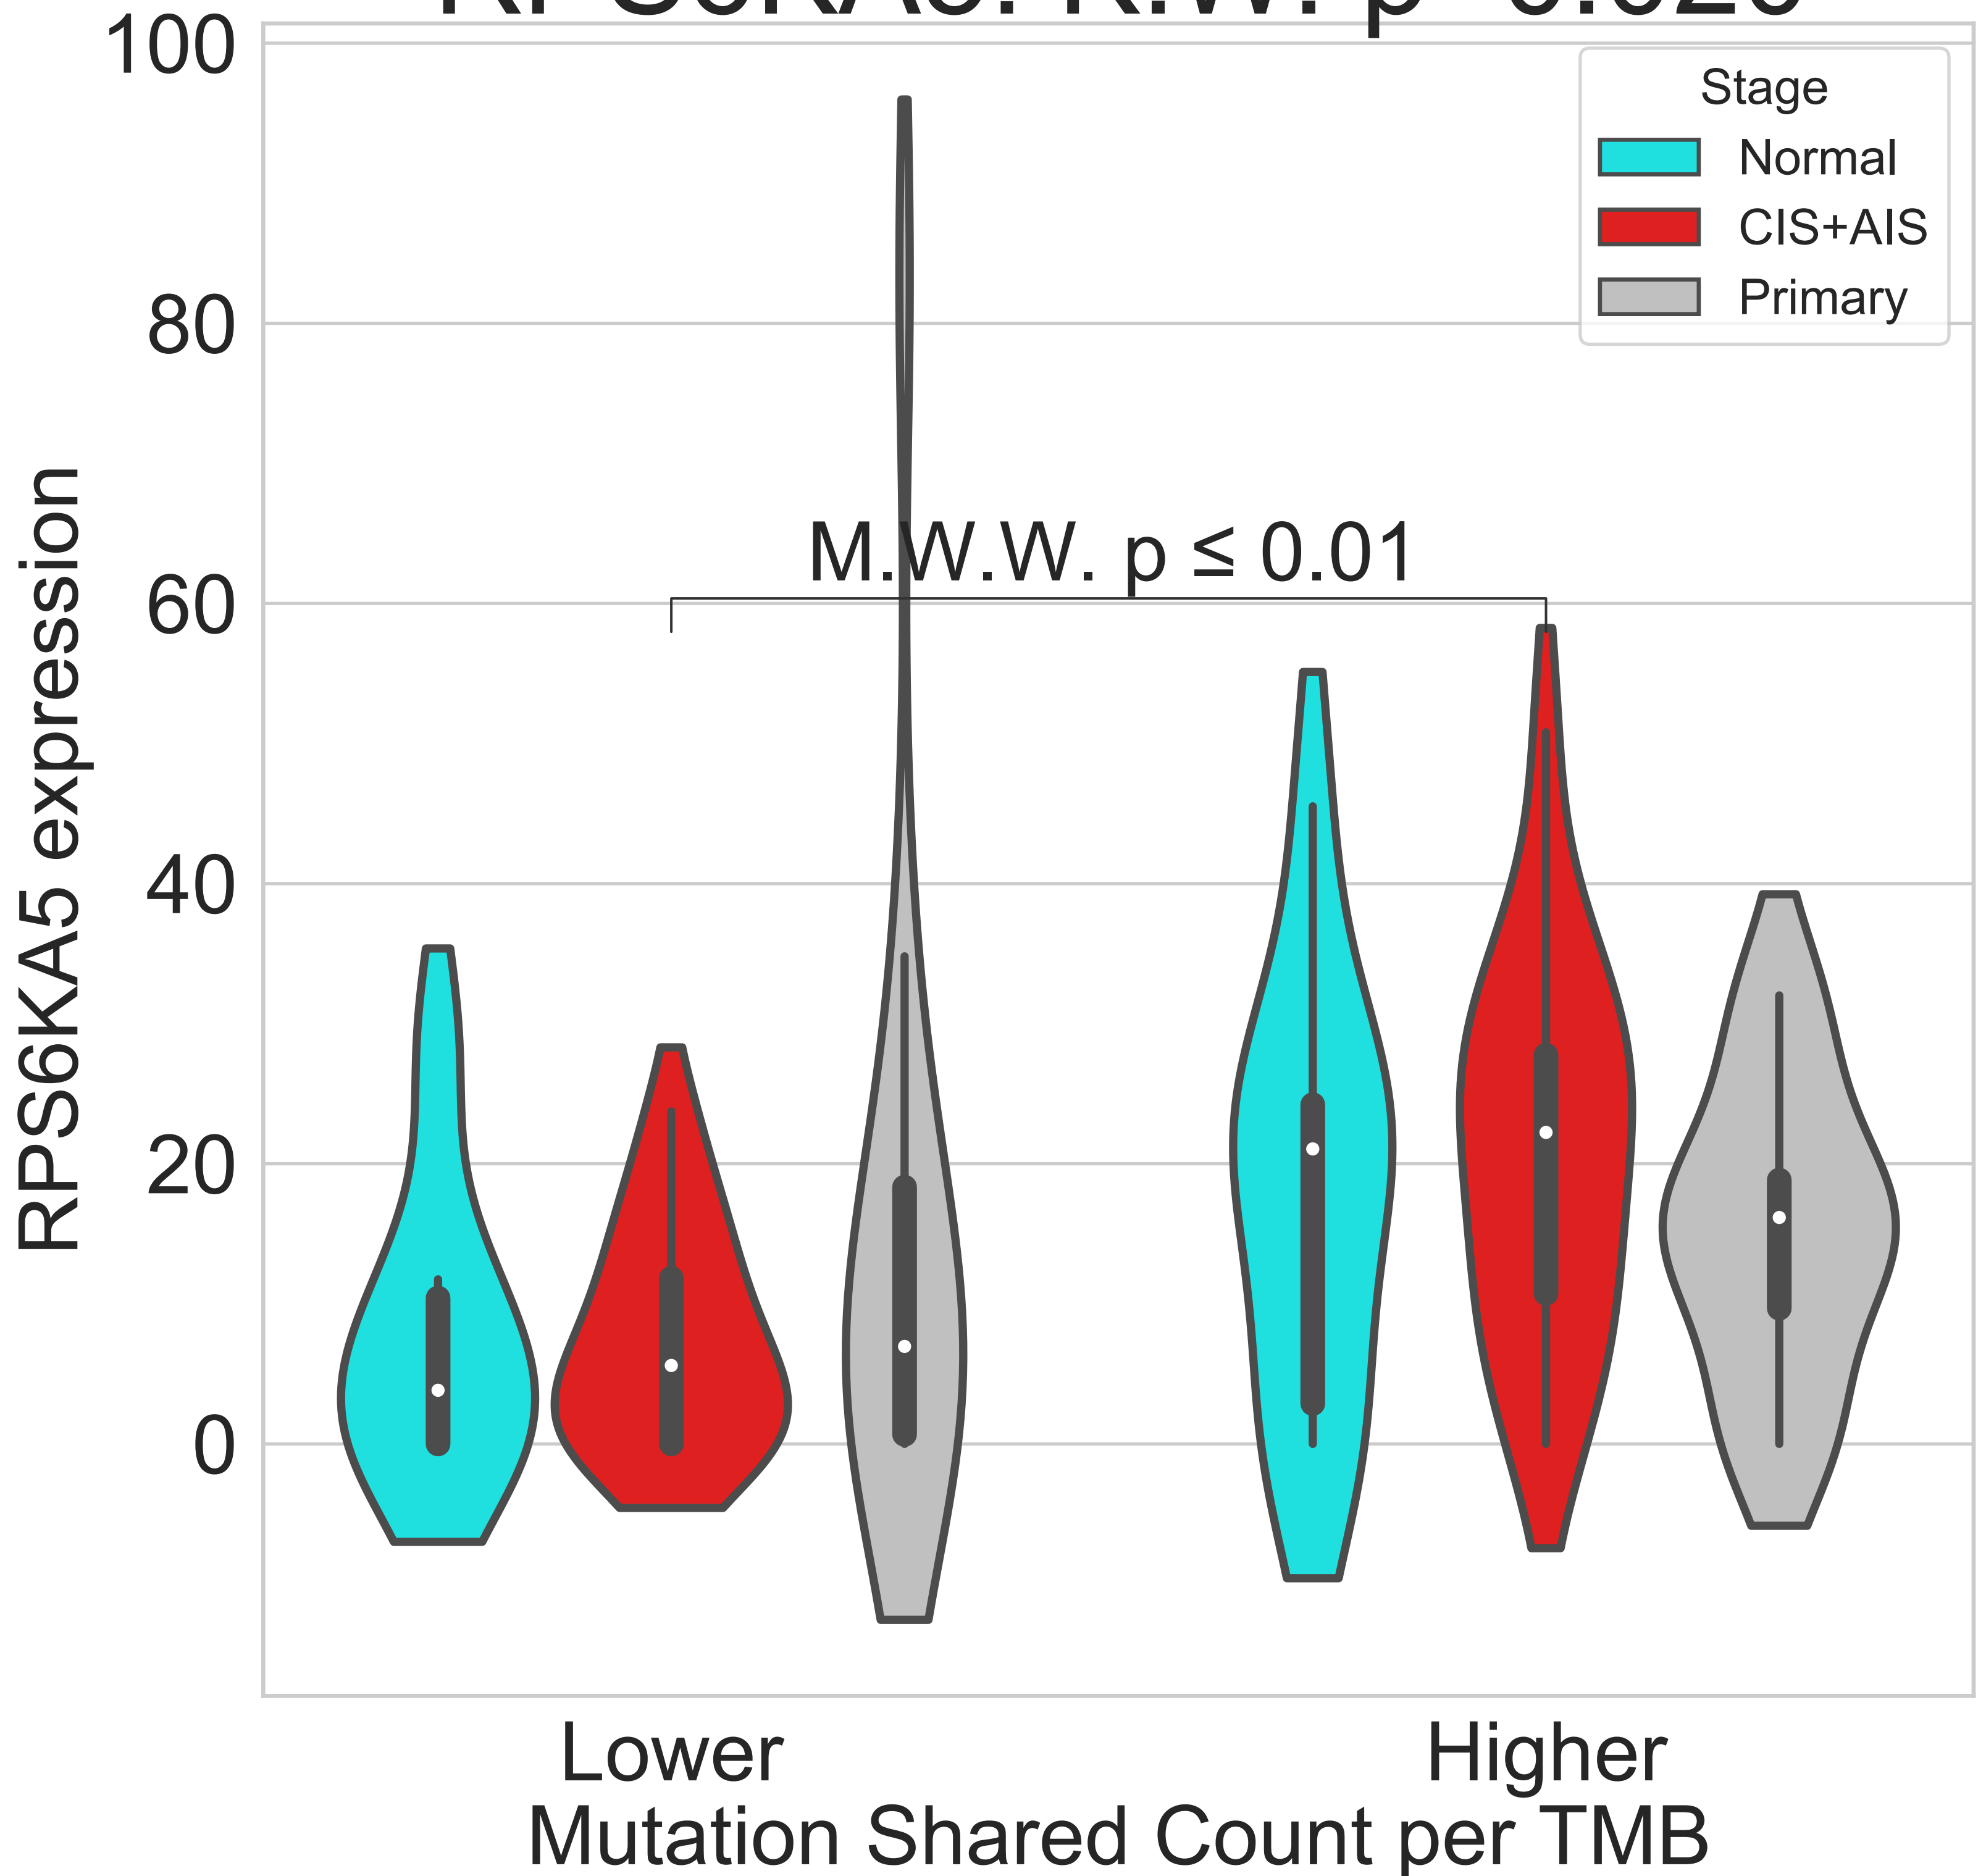 100
80
60
40
20
0
RPS6KA5 expression
Stage
Normal
CIS+AIS
Primary
M.W.W. p ≤ 0.01
Lower
Higher
Mutation Shared Count per TMB